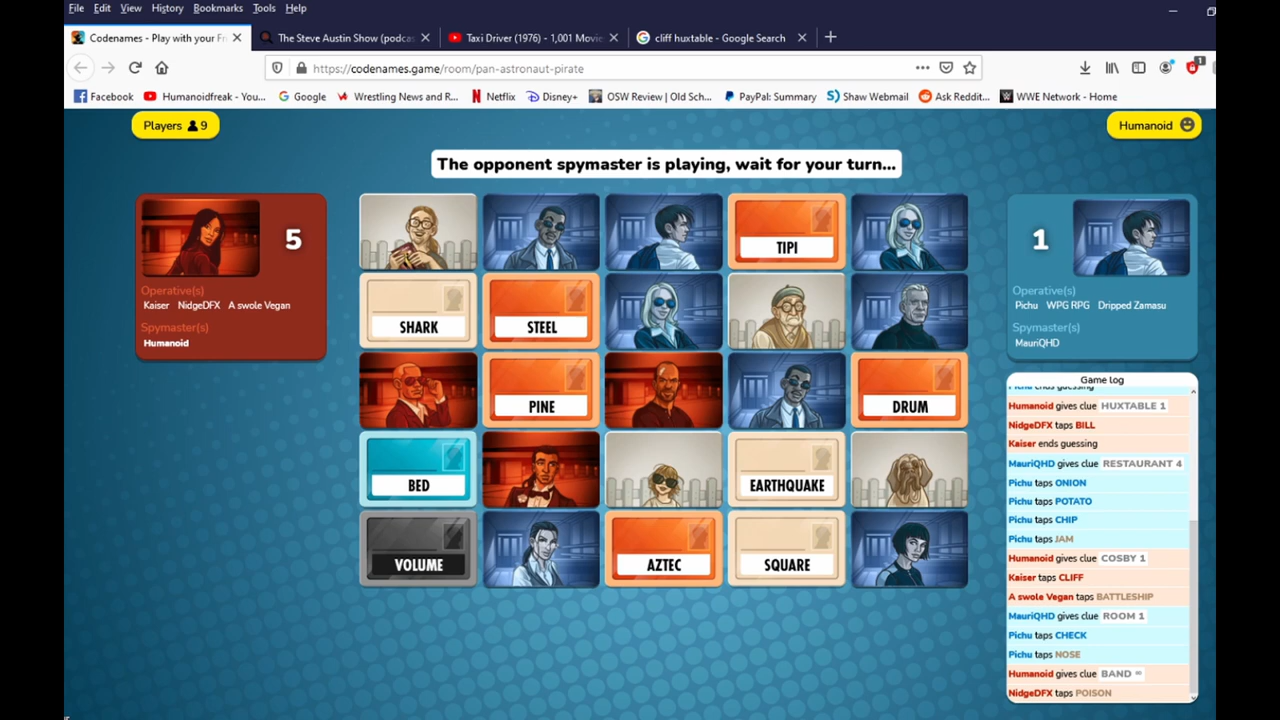 File Edit View History Bookmarks Tools Help
Codenames - Play with your Fr
The Steve Austin Show (podcas
Taxi Driver (1976) - 1,001 Movie
cliff huxtable - Google Search
https://codenames.game/room/pan-astronaut-pirate
1
Facebook Humanoidfreak - You... Google Wrestling News and R... Netflix Disney+ OSW Review | Old Sch... PayPal: Summary Shaw Webmail Ask Reddit... WWE Network - Home
Players 9
Humanoid
The opponent spymaster is playing, wait for your turn...
5
Operative(s)
Kaiser NidgeDFX A swole Vegan
Spymaster(s)
Humanoid
TIPI
SHARK
STEEL
PINE
DRUM
BED
EARTHQUAKE
VOLUME
AZTEC
SQUARE
1
Operative(s)
Pichu WPG RPG Dripped Zamasu
Spymaster(s)
MauriQHD
Game log
Pichu ends guessing
Humanoid gives clue HUXTABLE 1
NidgeDFX taps BILL
Kaiser ends guessing
MauriQHD gives clue RESTAURANT 4
Pichu taps ONION
Pichu taps POTATO
Pichu taps CHIP
Pichu taps JAM
Humanoid gives clue COSBY 1
Kaiser taps CLIFF
A swole Vegan taps BATTLESHIP
MauriQHD gives clue ROOM 1
Pichu taps CHECK
Pichu taps NOSE
Humanoid gives clue BAND ∞
NidgeDFX taps POISON